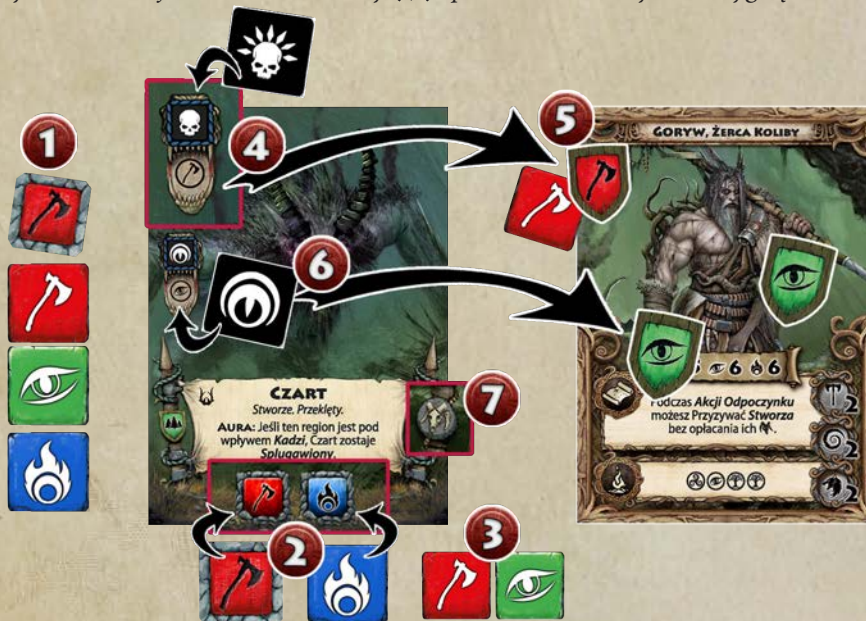 1
4
5
GORYW, ŻERCA KOLIBY
6
6 6
CZART
Stworze. Przeklęty.
AURA: Jeśli ten region jest pod
wpływem Kadzi, Czart zostaje
Splugawiony.
7
Podczas Akcji Odpoczynku
możesz Przyzywać Stworza
bez opłacania ich
2
2
2
2
3